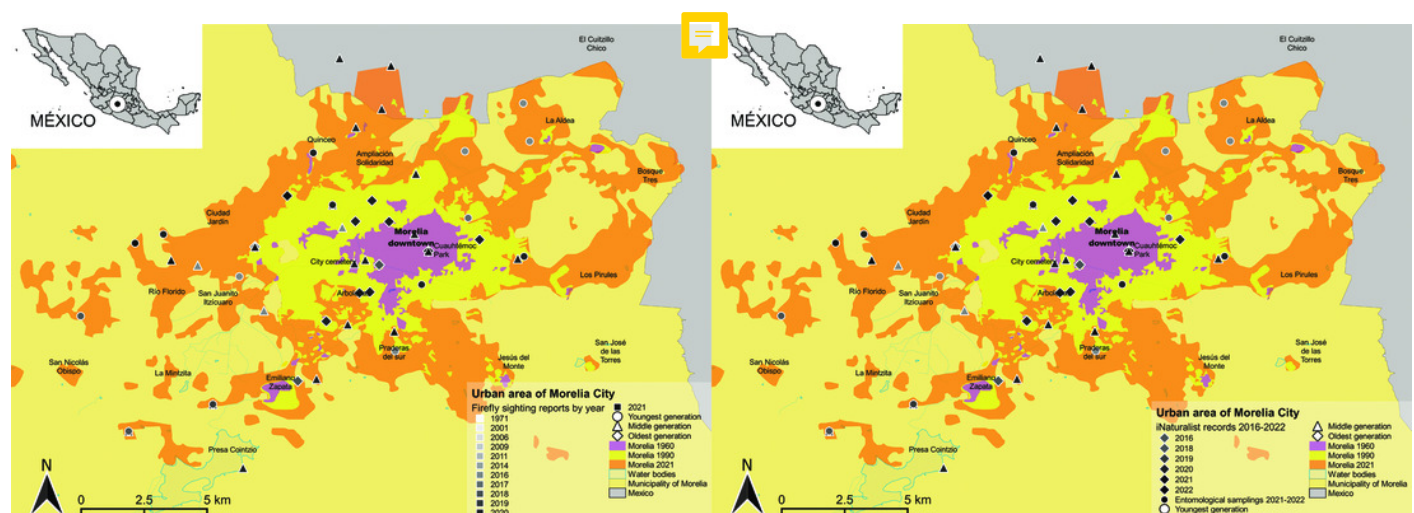 El Cuitzillo
Chico
MÉXICO
La Aldea
Quinceo
Ampliación
Solidaridad
Bosque
Tres
Ciudad
Jardín
Morelia
downtown
Cuauhtémoc
Park
City cemetery
Los Pirules
Río Florido
San Juanito
Itzícuaro
San José
de las
Torres
Praderas
del sur
San Nicolás
Obispo
La Mintzita
Jesús del
Monte
Emiliano
Zapata
Presa Cointzio
N
0 2.5 5 km
Urban area of Morelia City
Firefly sighting reports by year
1971
2001
2006
2009
2011
2014
2016
2017
2018
2019
2020
2021
Youngest generation
Middle generation
Oldest generation
Morelia 1960
Morelia 1990
Morelia 2021
Water bodies
Municipality of Morelia
Mexico
El Cuitzillo
Chico
MÉXICO
La Aldea
Quinceo
Ampliación
Solidaridad
Bosque
Tres
Ciudad
Jardín
Morelia
downtown
Cuauhtémoc
Park
City cemetery
Los Pirules
Río Florido
San Juanito
Itzícuaro
San José
de las
Torres
Praderas
del sur
San Nicolás
Obispo
La Mintzita
Jesús del
Monte
Emiliano
Zapata
Presa Cointzio
N
0 2.5 5 km
Urban area of Morelia City
iNaturalist records 2016-2022
2016
2018
2019
2020
2021
2022
Entomological samplings 2021-2022
Youngest generation
Middle generation
Oldest generation
Morelia 1960
Morelia 1990
Morelia 2021
Water bodies
Municipality of Morelia
Mexico